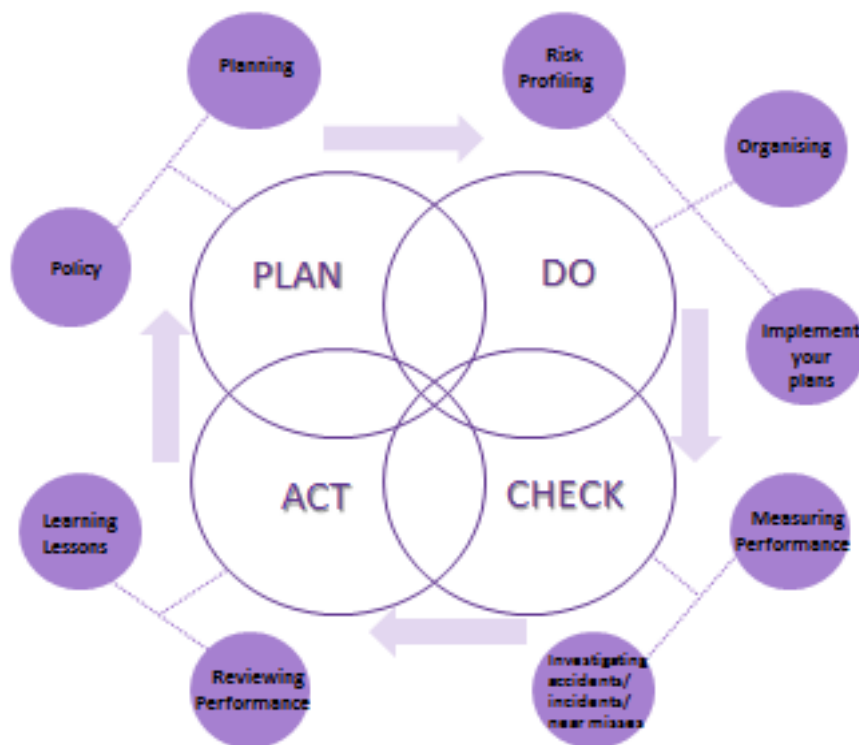 Planning
Risk
Profiling
Organising
Policy
PLAN
DO
Implement
your
plans
ACT
CHECK
Learning
Lessons
Measuring
Performance
Reviewing
Performance
Investigating
accidents/
incidents/
near misses